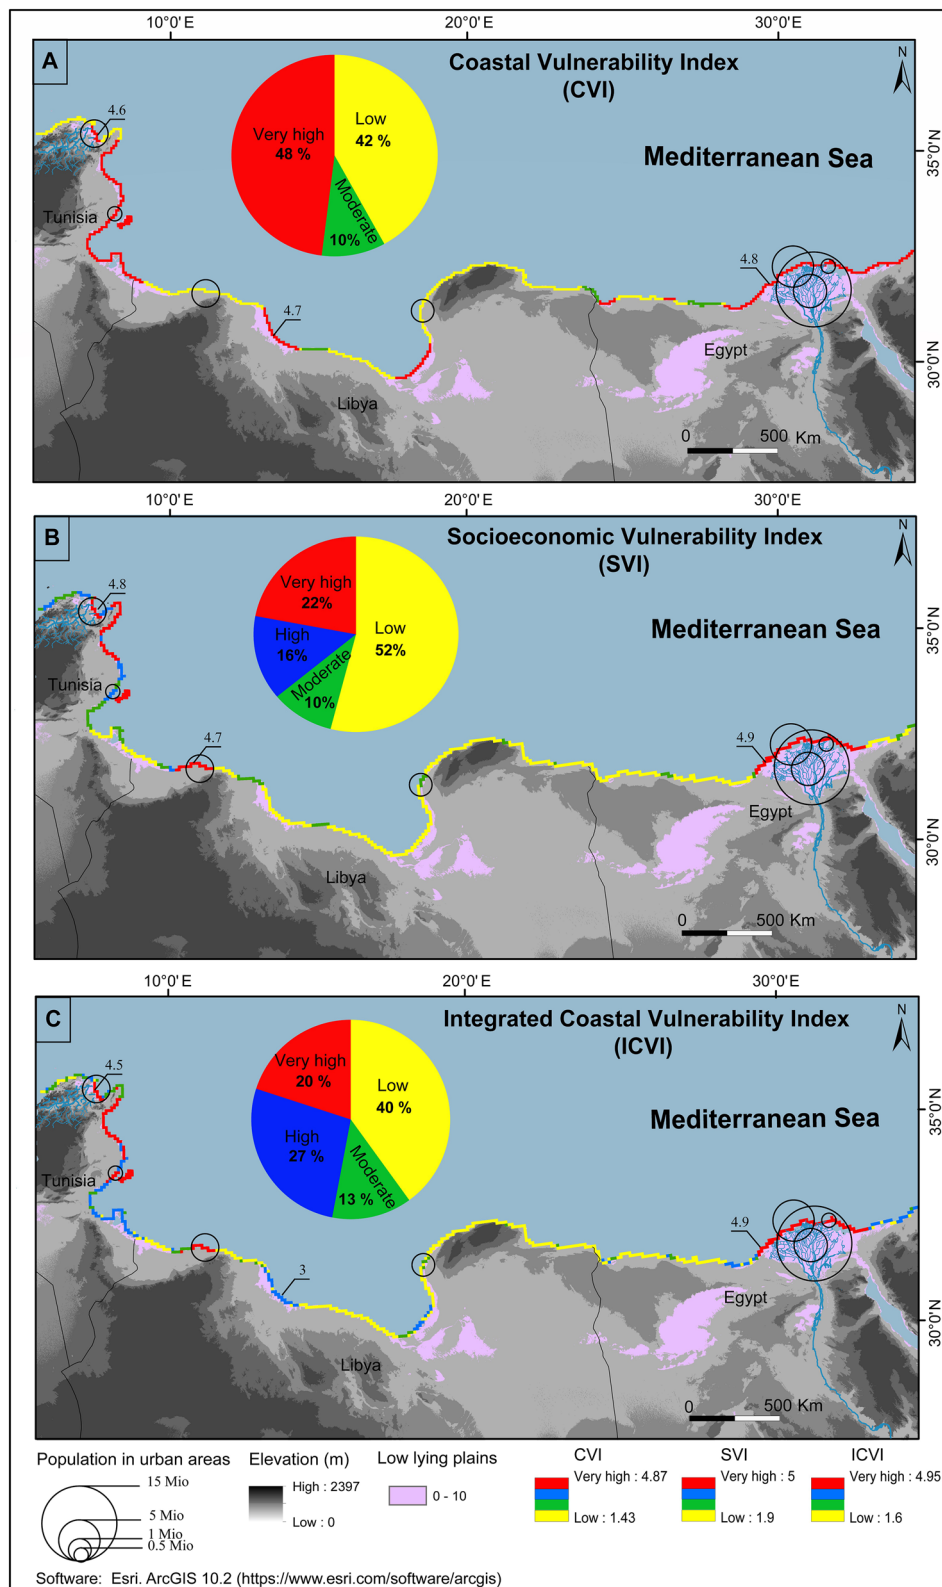 10°0' E 20°0' E 30°0' E
A
Coastal Vulnerability Index
(CVI)
N
4.6
Very high
48 %
Low
42 %
Moderate
10%
Mediterranean Sea
35°0'N
Tunisia
4.8
4.7
Egypt
30°0'N
Libya
0 500 Km
10°0' E 20°0' E 30°0' E
B
Socioeconomic Vulnerability Index
(SVI)
N
4.8
Very high
22%
High
16%
Low
52%
Moderate
10%
Mediterranean Sea
35°0'N
Tunisia
4.7
4.9
Egypt
30°0'N
Libya
0 500 Km
10°0' E 20°0' E 30°0' E
C
Integrated Coastal Vulnerability Index
(ICVI)
N
4.5
Very high
20 %
Low
40 %
High
27 %
Moderate
13 %
Mediterranean Sea
35°0'N
Tunisia
4.9
3
Egypt
30°0'N
Libya
0 500 Km
Population in urban areas
15 Mio
5 Mio
1 Mio
0.5 Mio
Elevation (m)
High : 2397
Low : 0
Low lying plains
0 - 10
CVI
Very high : 4.87
Low : 1.43
SVI
Very high : 5
Low : 1.9
ICVI
Very high : 4.95
Low : 1.6
Software: Esri. ArcGIS 10.2 (https://www.esri.com/software/arcgis)